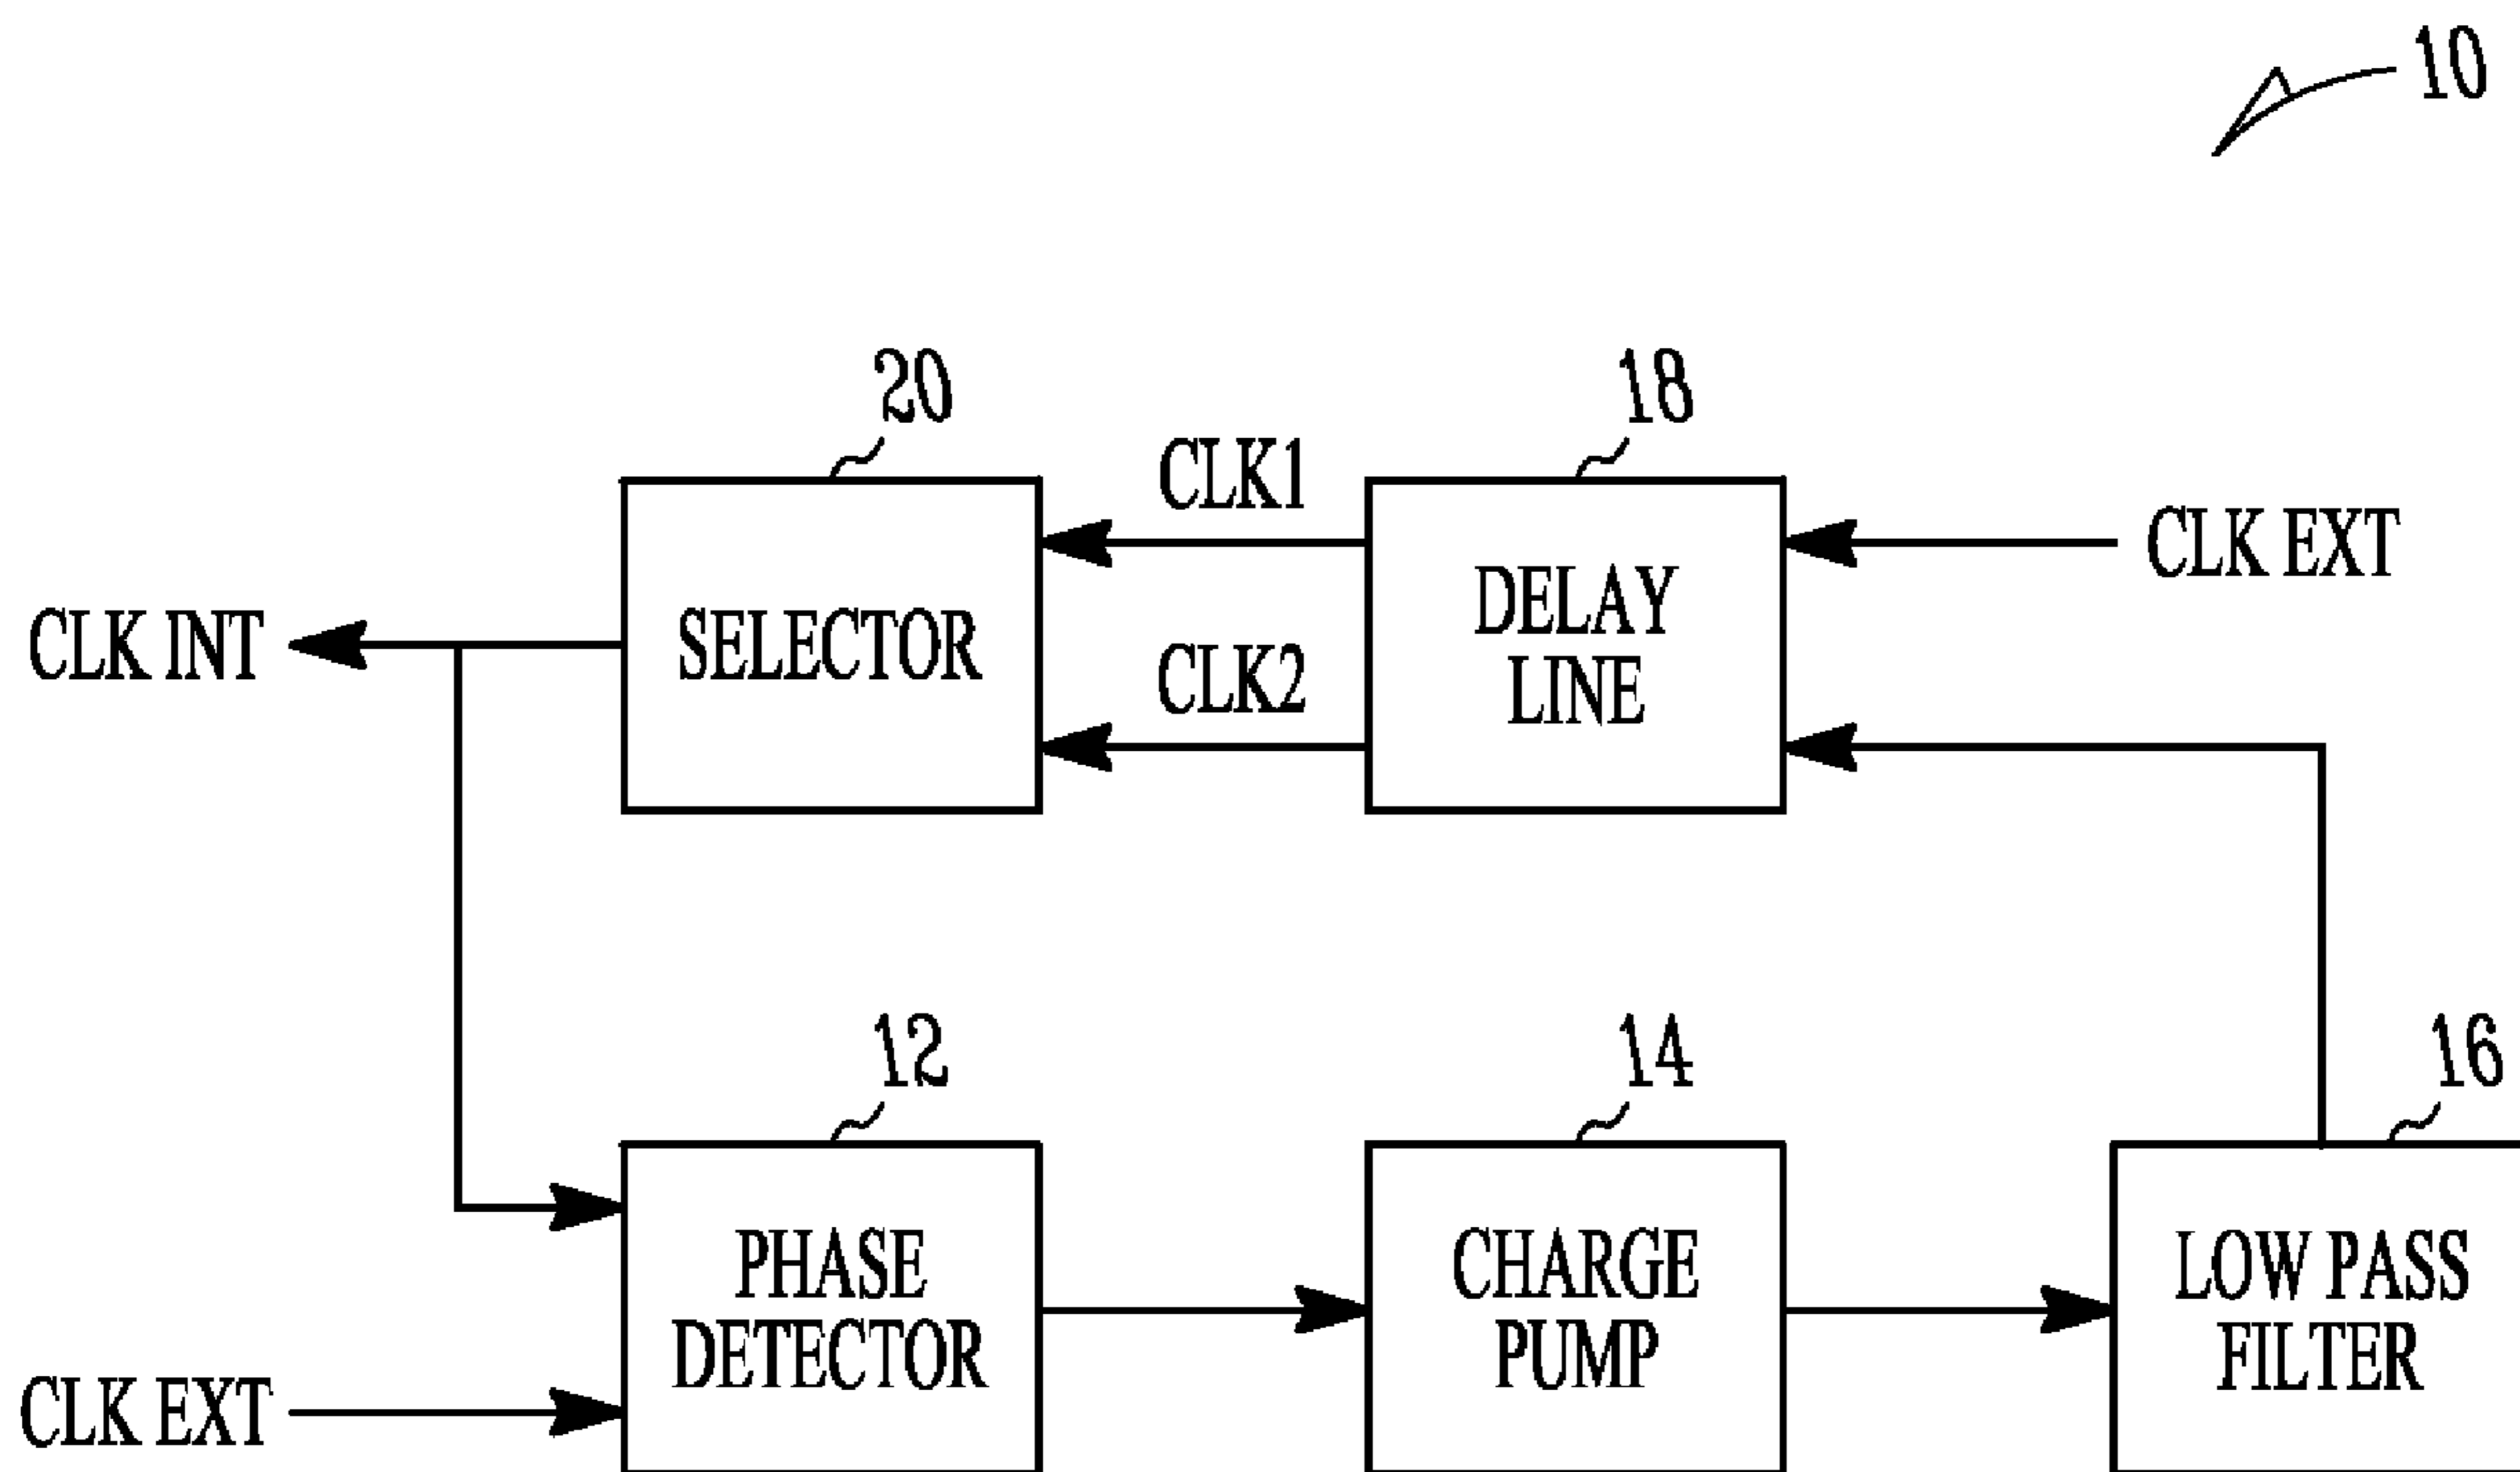 10
20
18
CLK1
CLK EXT
DELAY
LINE
CLK INT
SELECTOR
CLK2
12
14
16
PHASE
DETECTOR
CHARGE
PUMP
LOW PASS
FILTER
CLK EXT